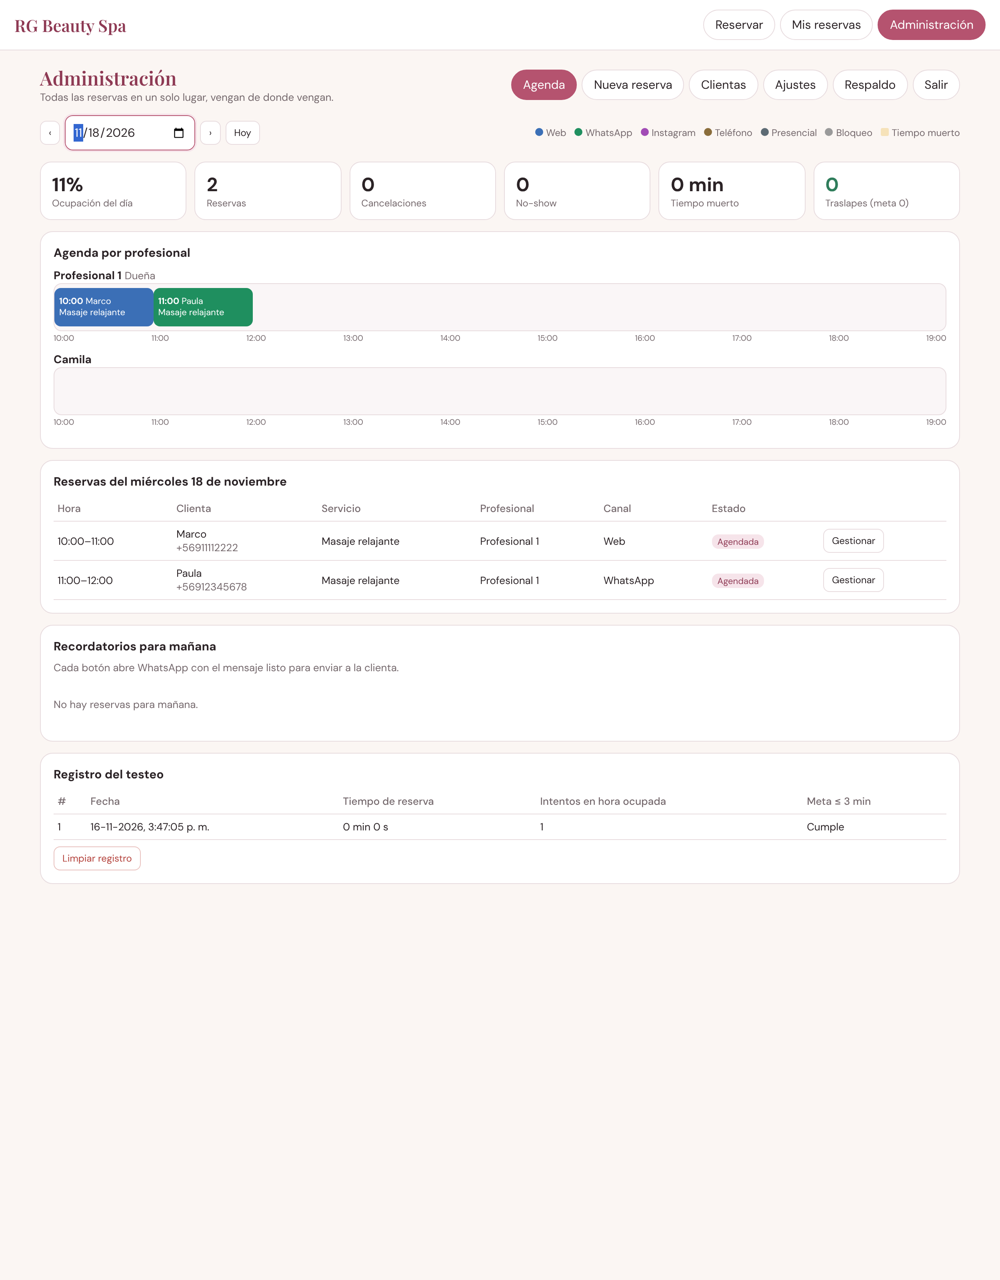 RG Beauty Spa
Reservar
Mis reservas
Administración
Administración
Todas las reservas en un solo lugar, vengan de donde vengan.
Agenda
Nueva reserva
Clientas
Ajustes
Respaldo
Salir
‹
11/18/2026
›
Hoy
Web
WhatsApp
Instagram
Teléfono
Presencial
Bloqueo
Tiempo muerto
11%
Ocupación del día
2
Reservas
0
Cancelaciones
0
No-show
0 min
Tiempo muerto
0
Traslapes (meta 0)
Agenda por profesional
Profesional 1 Dueña
10:00 Marco
Masaje relajante
11:00 Paula
Masaje relajante
10:00 11:00 12:00 13:00 14:00 15:00 16:00 17:00 18:00 19:00
Camila
10:00 11:00 12:00 13:00 14:00 15:00 16:00 17:00 18:00 19:00
Reservas del miércoles 18 de noviembre
Hora Clienta Servicio Profesional Canal Estado
10:00–11:00 Marco +56911112222 Masaje relajante Profesional 1 Web Agendada Gestionar
11:00–12:00 Paula +56912345678 Masaje relajante Profesional 1 WhatsApp Agendada Gestionar
Recordatorios para mañana
Cada botón abre WhatsApp con el mensaje listo para enviar a la clienta.
No hay reservas para mañana.
Registro del testeo
# Fecha Tiempo de reserva Intentos en hora ocupada Meta ≤ 3 min
1 16-11-2026, 3:47:05 p. m. 0 min 0 s 1 Cumple
Limpiar registro